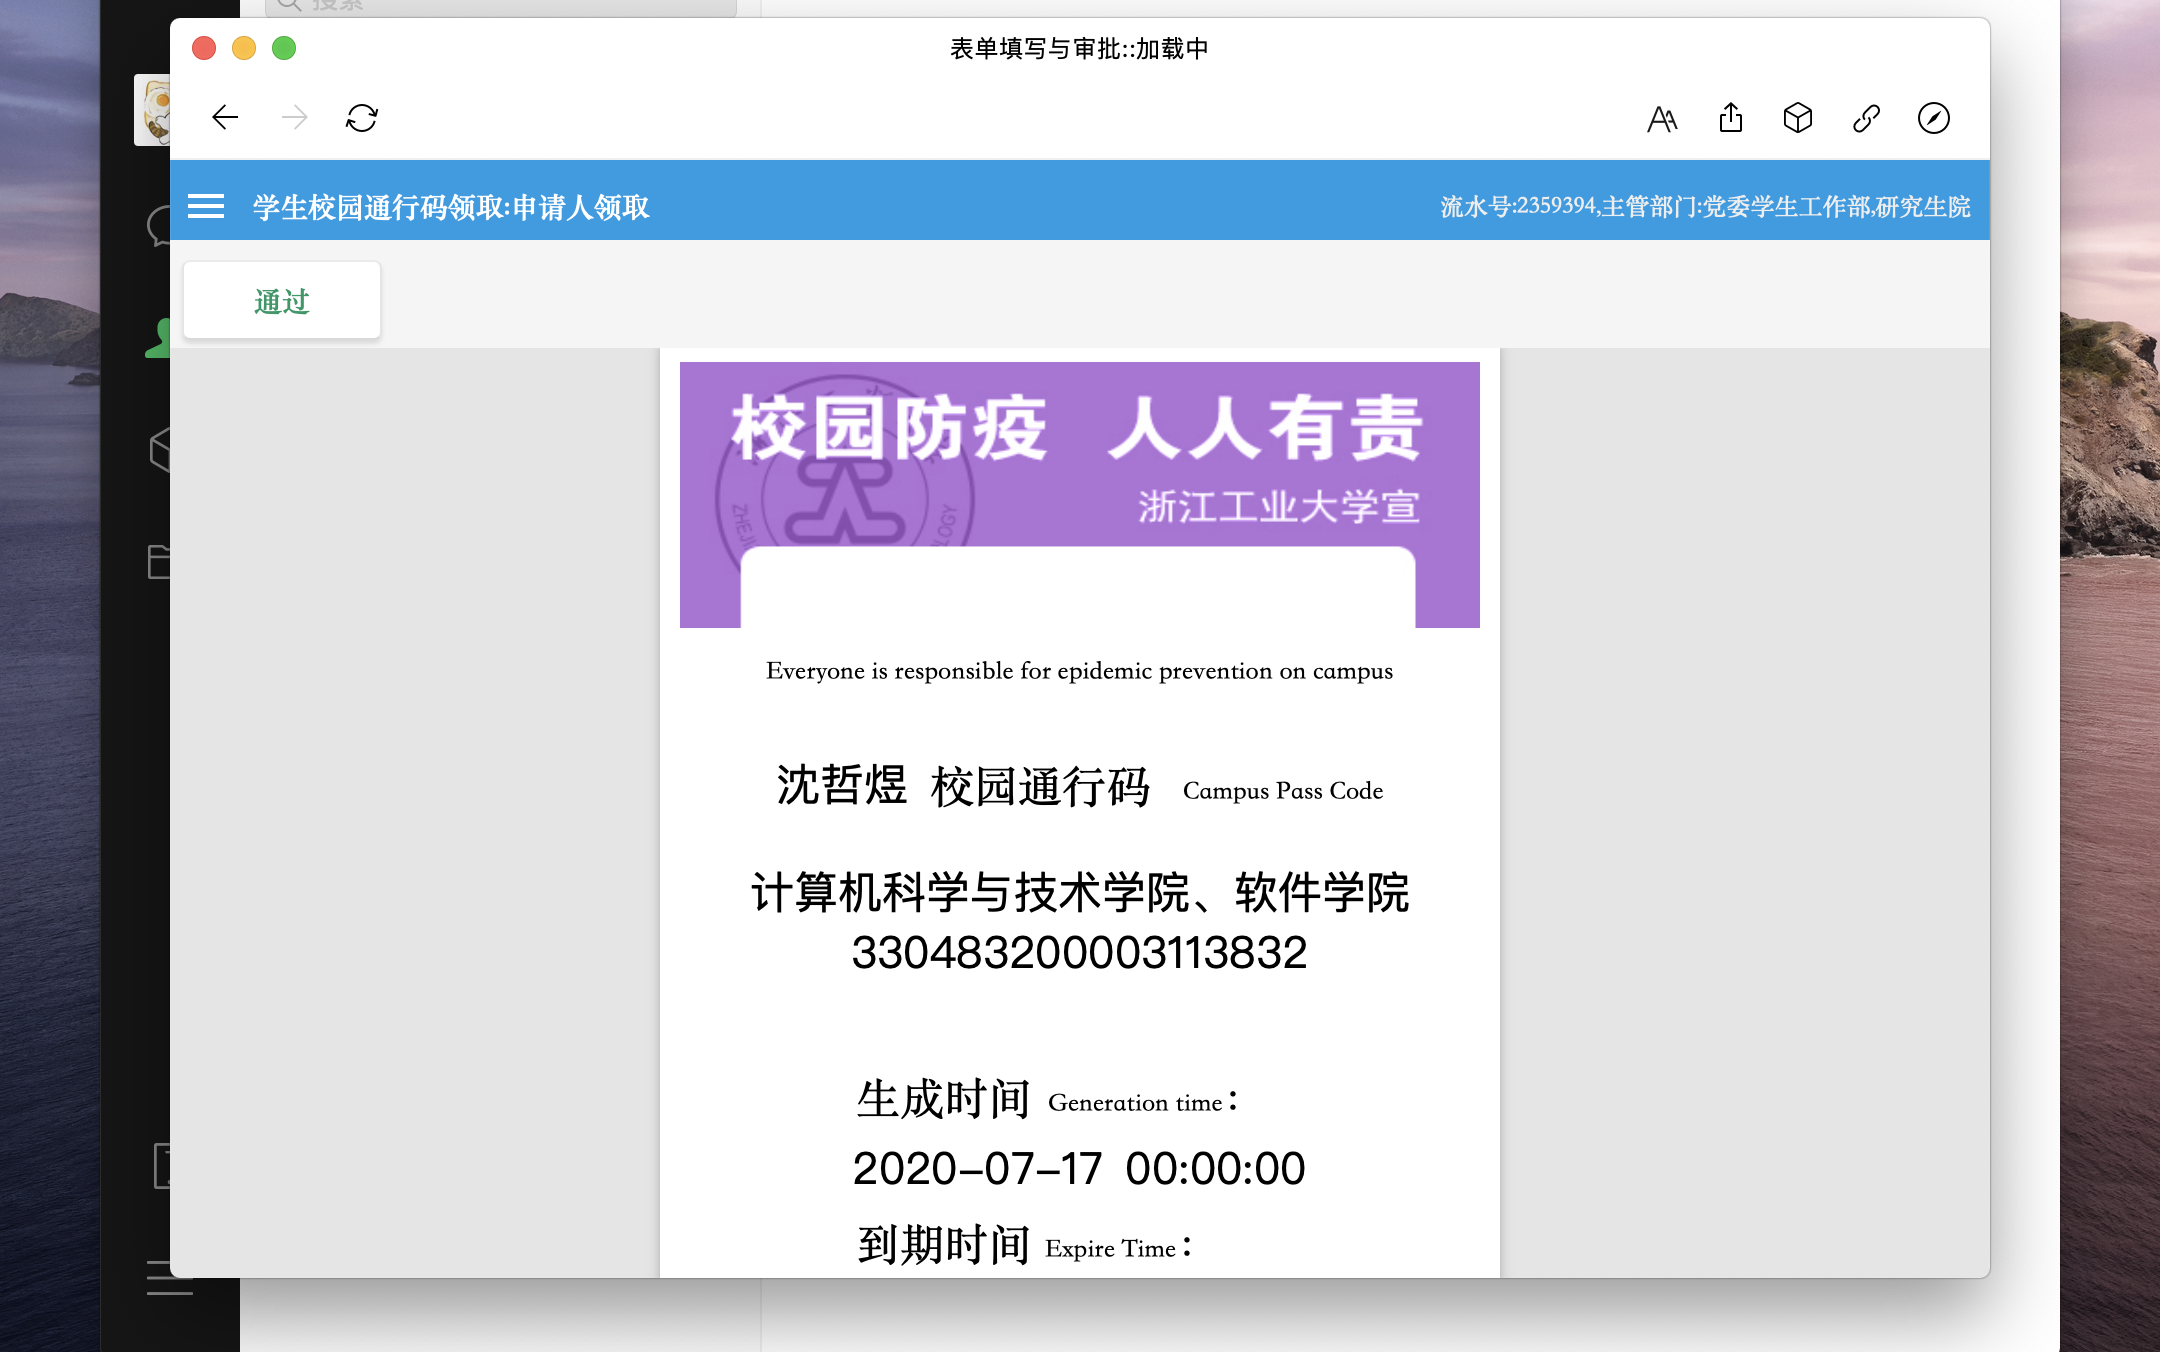 搜索
表单填写与审批::加载中
学生校园通行码领取:申请人领取
流水号:2359394,主管部门:党委学生工作部,研究生院
通过
校园防疫 人人有责
浙江工业大学宣
Everyone is responsible for epidemic prevention on campus
沈哲煜 校园通行码 Campus Pass Code
计算机科学与技术学院、软件学院
330483200003113832
生成时间 Generation time：
2020-07-17 00:00:00
到期时间 Expire Time：